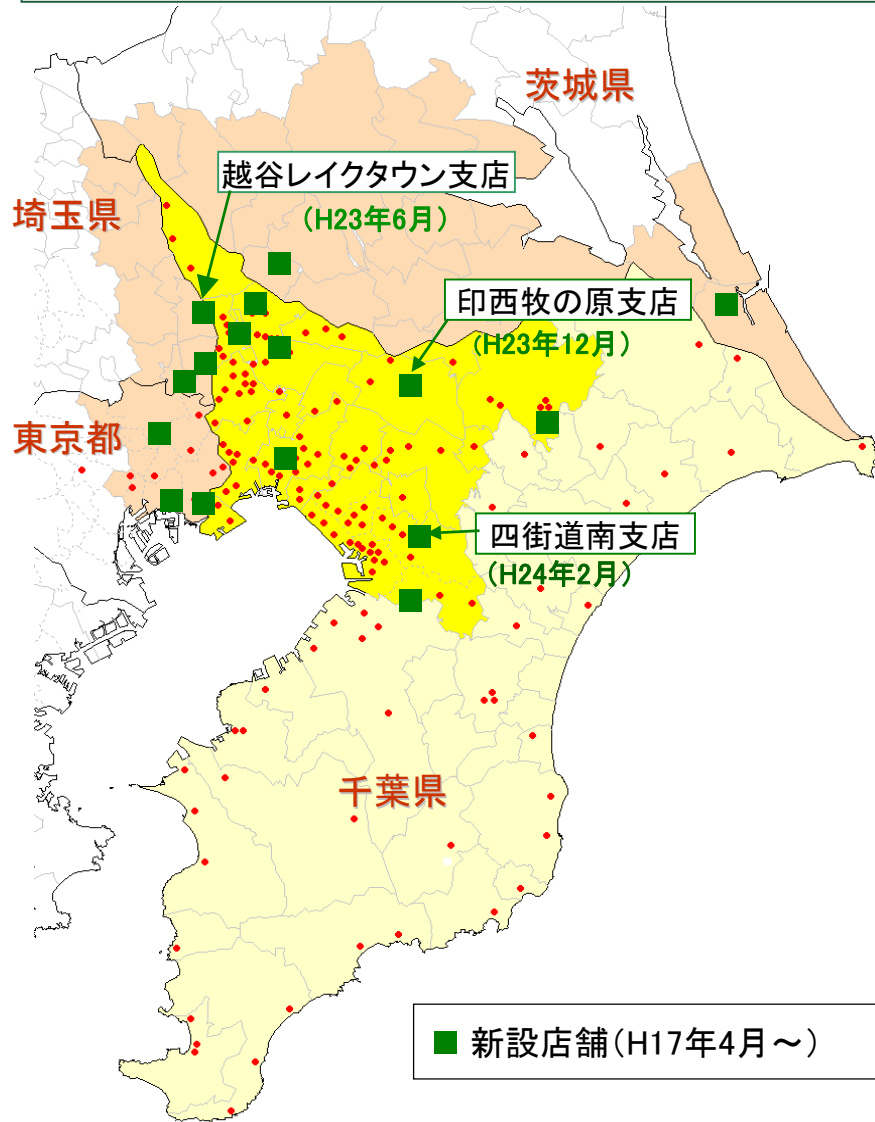 茨城県
越谷レイクタウン支店
(H23年6月)
埼玉県
印西牧の原支店
(H23年12月)
東京都
四街道南支店
(H24年2月)
千葉県
新設店舗(H17年4月～)